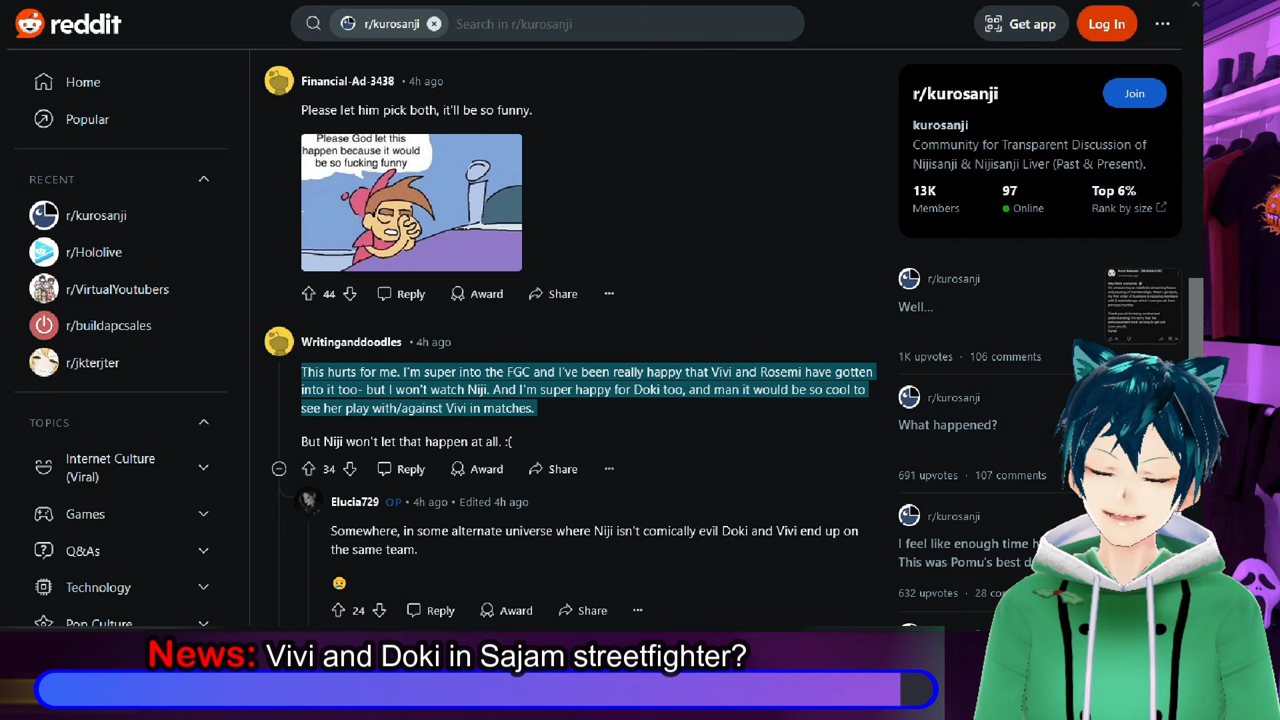 reddit
r/kurosanji
Search in r/kurosanji
Get app
Log In
Home
Popular
RECENT
r/kurosanji
r/Hololive
r/VirtualYoutubers
r/buildapcsales
r/jkterjter
TOPICS
Internet Culture
(Viral)
Games
Q&As
Technology
Pop Culture
Financial-Ad-3438 • 4h ago
Please let him pick both, it'll be so funny.
Please God let this
happen because it would
be so fucking funny
44
Reply
Award
Share
Writinganddoodles • 4h ago
This hurts for me. I'm super into the FGC and I've been really happy that Vivi and Rosemi have gotten
into it too- but I won't watch Niji. And I'm super happy for Doki too, and man it would be so cool to
see her play with/against Vivi in matches.
But Niji won't let that happen at all. :(
34
Reply
Award
Share
Elucia729 OP • 4h ago • Edited 4h ago
Somewhere, in some alternate universe where Niji isn't comically evil Doki and Vivi end up on
the same team.
24
Reply
Award
Share
r/kurosanji
Join
kurosanji
Community for Transparent Discussion of
Nijisanji & Nijisanji Liver (Past & Present).
13K
97
Top 6%
Members
Online
Rank by size
r/kurosanji
Well...
1K upvotes • 106 comments
r/kurosanji
What happened?
691 upvotes • 107 comments
r/kurosanji
I feel like enough time h
This was Pomu's best d
632 upvotes • 28 com
News: Vivi and Doki in Sajam streetfighter?